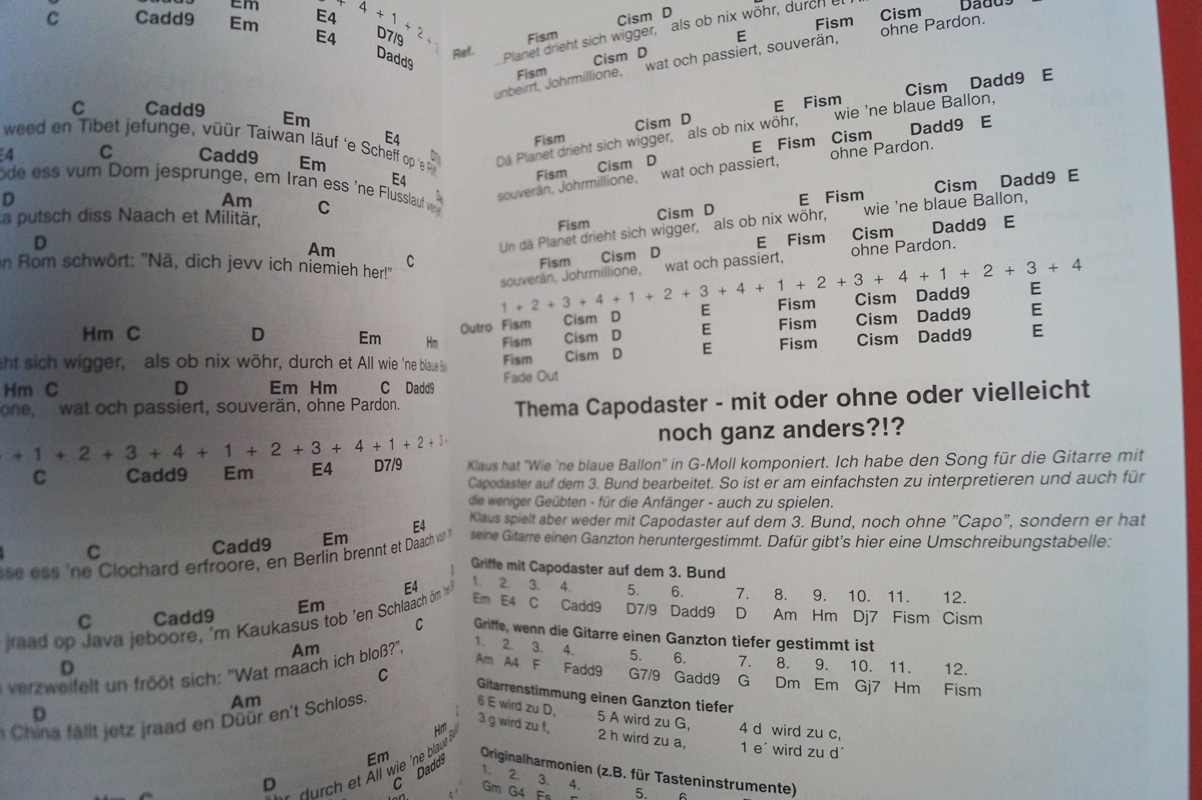 C Cadd9 Em E4 D7/9
C Cadd9 Em E4 Dadd9
C Cadd9 Em E4
weed en Tibet jefunge, vüür Taiwan läuf 'e Scheff op 'e
C Cadd9 Em E4
ess vum Dom jesprunge, em Iran ess 'ne Flusslauf
D Am C
putsch diss Naach et Militär,
D Am C
Rom schwört: "Nä, dich jevv ich niemieh her!"
Hm C D Em Hm
sich wigger, als ob nix wöhr, durch et All wie 'ne blaue
Hm C D Em Hm C Dadd9
wat och passiert, souverän, ohne Pardon.
+ 1 + 2 + 3 + 4 + 1 + 2 + 3 + 4 + 1 + 2 + 3
C Cadd9 Em E4 D7/9
C Cadd9 Em E4
ess 'ne Clochard erfroore, en Berlin brennt et Daach
C Cadd9 Em E4
jraad op Java jeboore, 'm Kaukasus tob 'en Schlaach öm
D Am C
verzweifelt un frööt sich: "Wat maach ich bloß?",
D Am C
China fällt jetz jraad en Düür en't Schloss.
D Em Hm
durch et All wie 'ne blaue
C Dadd9
Fism Cism D
Ref. Planet drieht sich wigger, als ob nix wöhr, durch et
Fism Cism D E Fism Cism Dadd9
unbeirrt, Johrmillione, wat och passiert, souverän, ohne Pardon.
Fism Cism D E Fism Cism Dadd9 E
Dä Planet drieht sich wigger, als ob nix wöhr, wie 'ne blaue Ballon,
Fism Cism D E Fism Cism Dadd9 E
souverän, Johrmillione, wat och passiert, ohne Pardon.
Fism Cism D E Fism Cism Dadd9 E
Un dä Planet drieht sich wigger, als ob nix wöhr, wie 'ne blaue Ballon,
Fism Cism D E Fism Cism Dadd9 E
souverän, Johrmillione, wat och passiert, ohne Pardon.
1 + 2 + 3 + 4 + 1 + 2 + 3 + 4 + 1 + 2 + 3 + 4 + 1 + 2 + 3 + 4
Outro Fism Cism D E Fism Cism Dadd9 E
Fism Cism D E Fism Cism Dadd9 E
Fism Cism D E Fism Cism Dadd9 E
Fade Out
Thema Capodaster - mit oder ohne oder vielleicht
noch ganz anders?!?
Klaus hat "Wie 'ne blaue Ballon" in G-Moll komponiert. Ich habe den Song für die Gitarre mit
Capodaster auf dem 3. Bund bearbeitet. So ist er am einfachsten zu interpretieren und auch für
die weniger Geübten - für die Anfänger - auch zu spielen.
Klaus spielt aber weder mit Capodaster auf dem 3. Bund, noch ohne "Capo", sondern er hat
seine Gitarre einen Ganzton heruntergestimmt. Dafür gibt's hier eine Umschreibungstabelle:
Griffe mit Capodaster auf dem 3. Bund
1. 2. 3. 4. 5. 6. 7. 8. 9. 10. 11. 12.
Em E4 C Cadd9 D7/9 Dadd9 D Am Hm Dj7 Fism Cism
Griffe, wenn die Gitarre einen Ganzton tiefer gestimmt ist
1. 2. 3. 4. 5. 6. 7. 8. 9. 10. 11. 12.
Am A4 F Fadd9 G7/9 Gadd9 G Dm Em Gj7 Hm Fism
Gitarrenstimmung einen Ganzton tiefer
6 E wird zu D, 5 A wird zu G, 4 d wird zu c,
3 g wird zu f, 2 h wird zu a, 1 e´ wird zu d´
Originalharmonien (z.B. für Tasteninstrumente)
1. 2. 3. 4. 5. 6.
Gm G4 Es